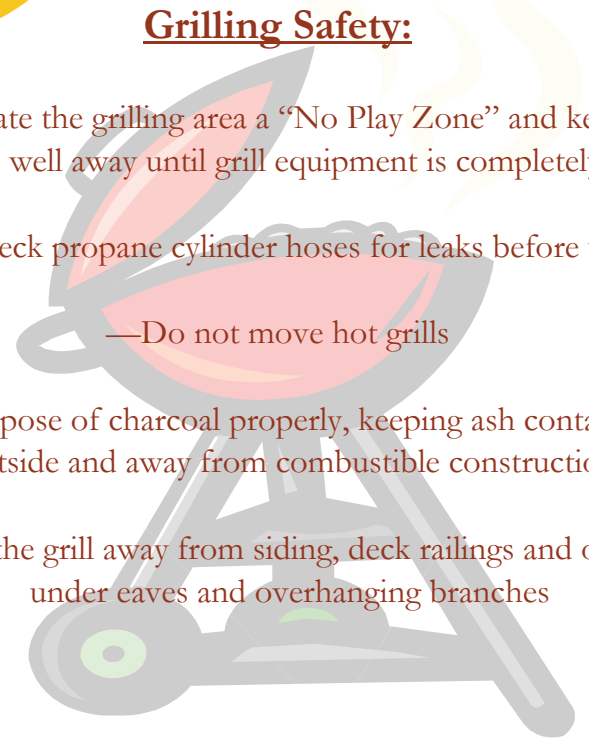 Grilling Safety:
ate the grilling area a “No Play Zone” and ke
well away until grill equipment is completely
eck propane cylinder hoses for leaks before
—Do not move hot grills
pose of charcoal properly, keeping ash conta
tside and away from combustible constructio
the grill away from siding, deck railings and o
under eaves and overhanging branches